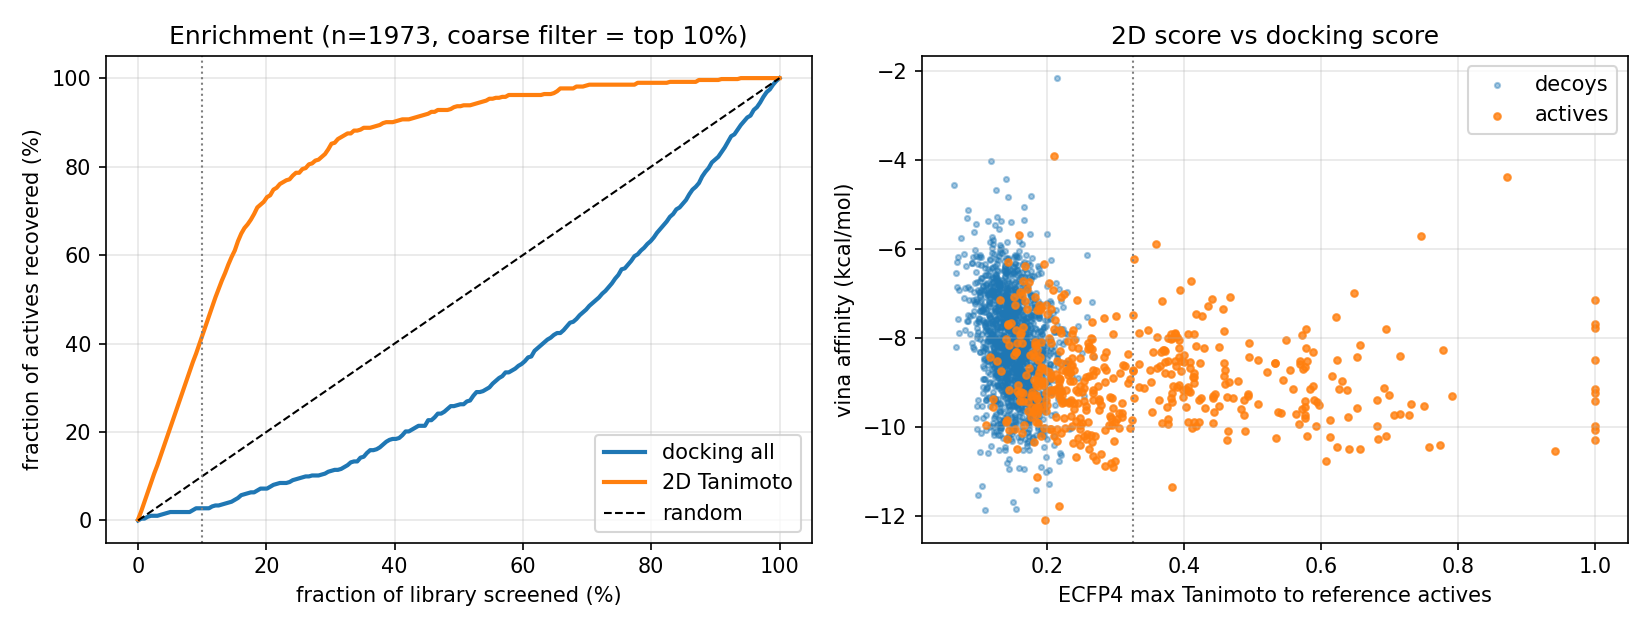 Enrichment (n=1973, coarse filter = top 10%)
fraction of actives recovered (%)
100
80
60
40
20
0
docking all
2D Tanimoto
random
0 20 40 60 80 100
fraction of library screened (%)
2D score vs docking score
vina affinity (kcal/mol)
−2
−4
−6
−8
−10
−12
decoys
actives
0.2 0.4 0.6 0.8 1.0
ECFP4 max Tanimoto to reference actives